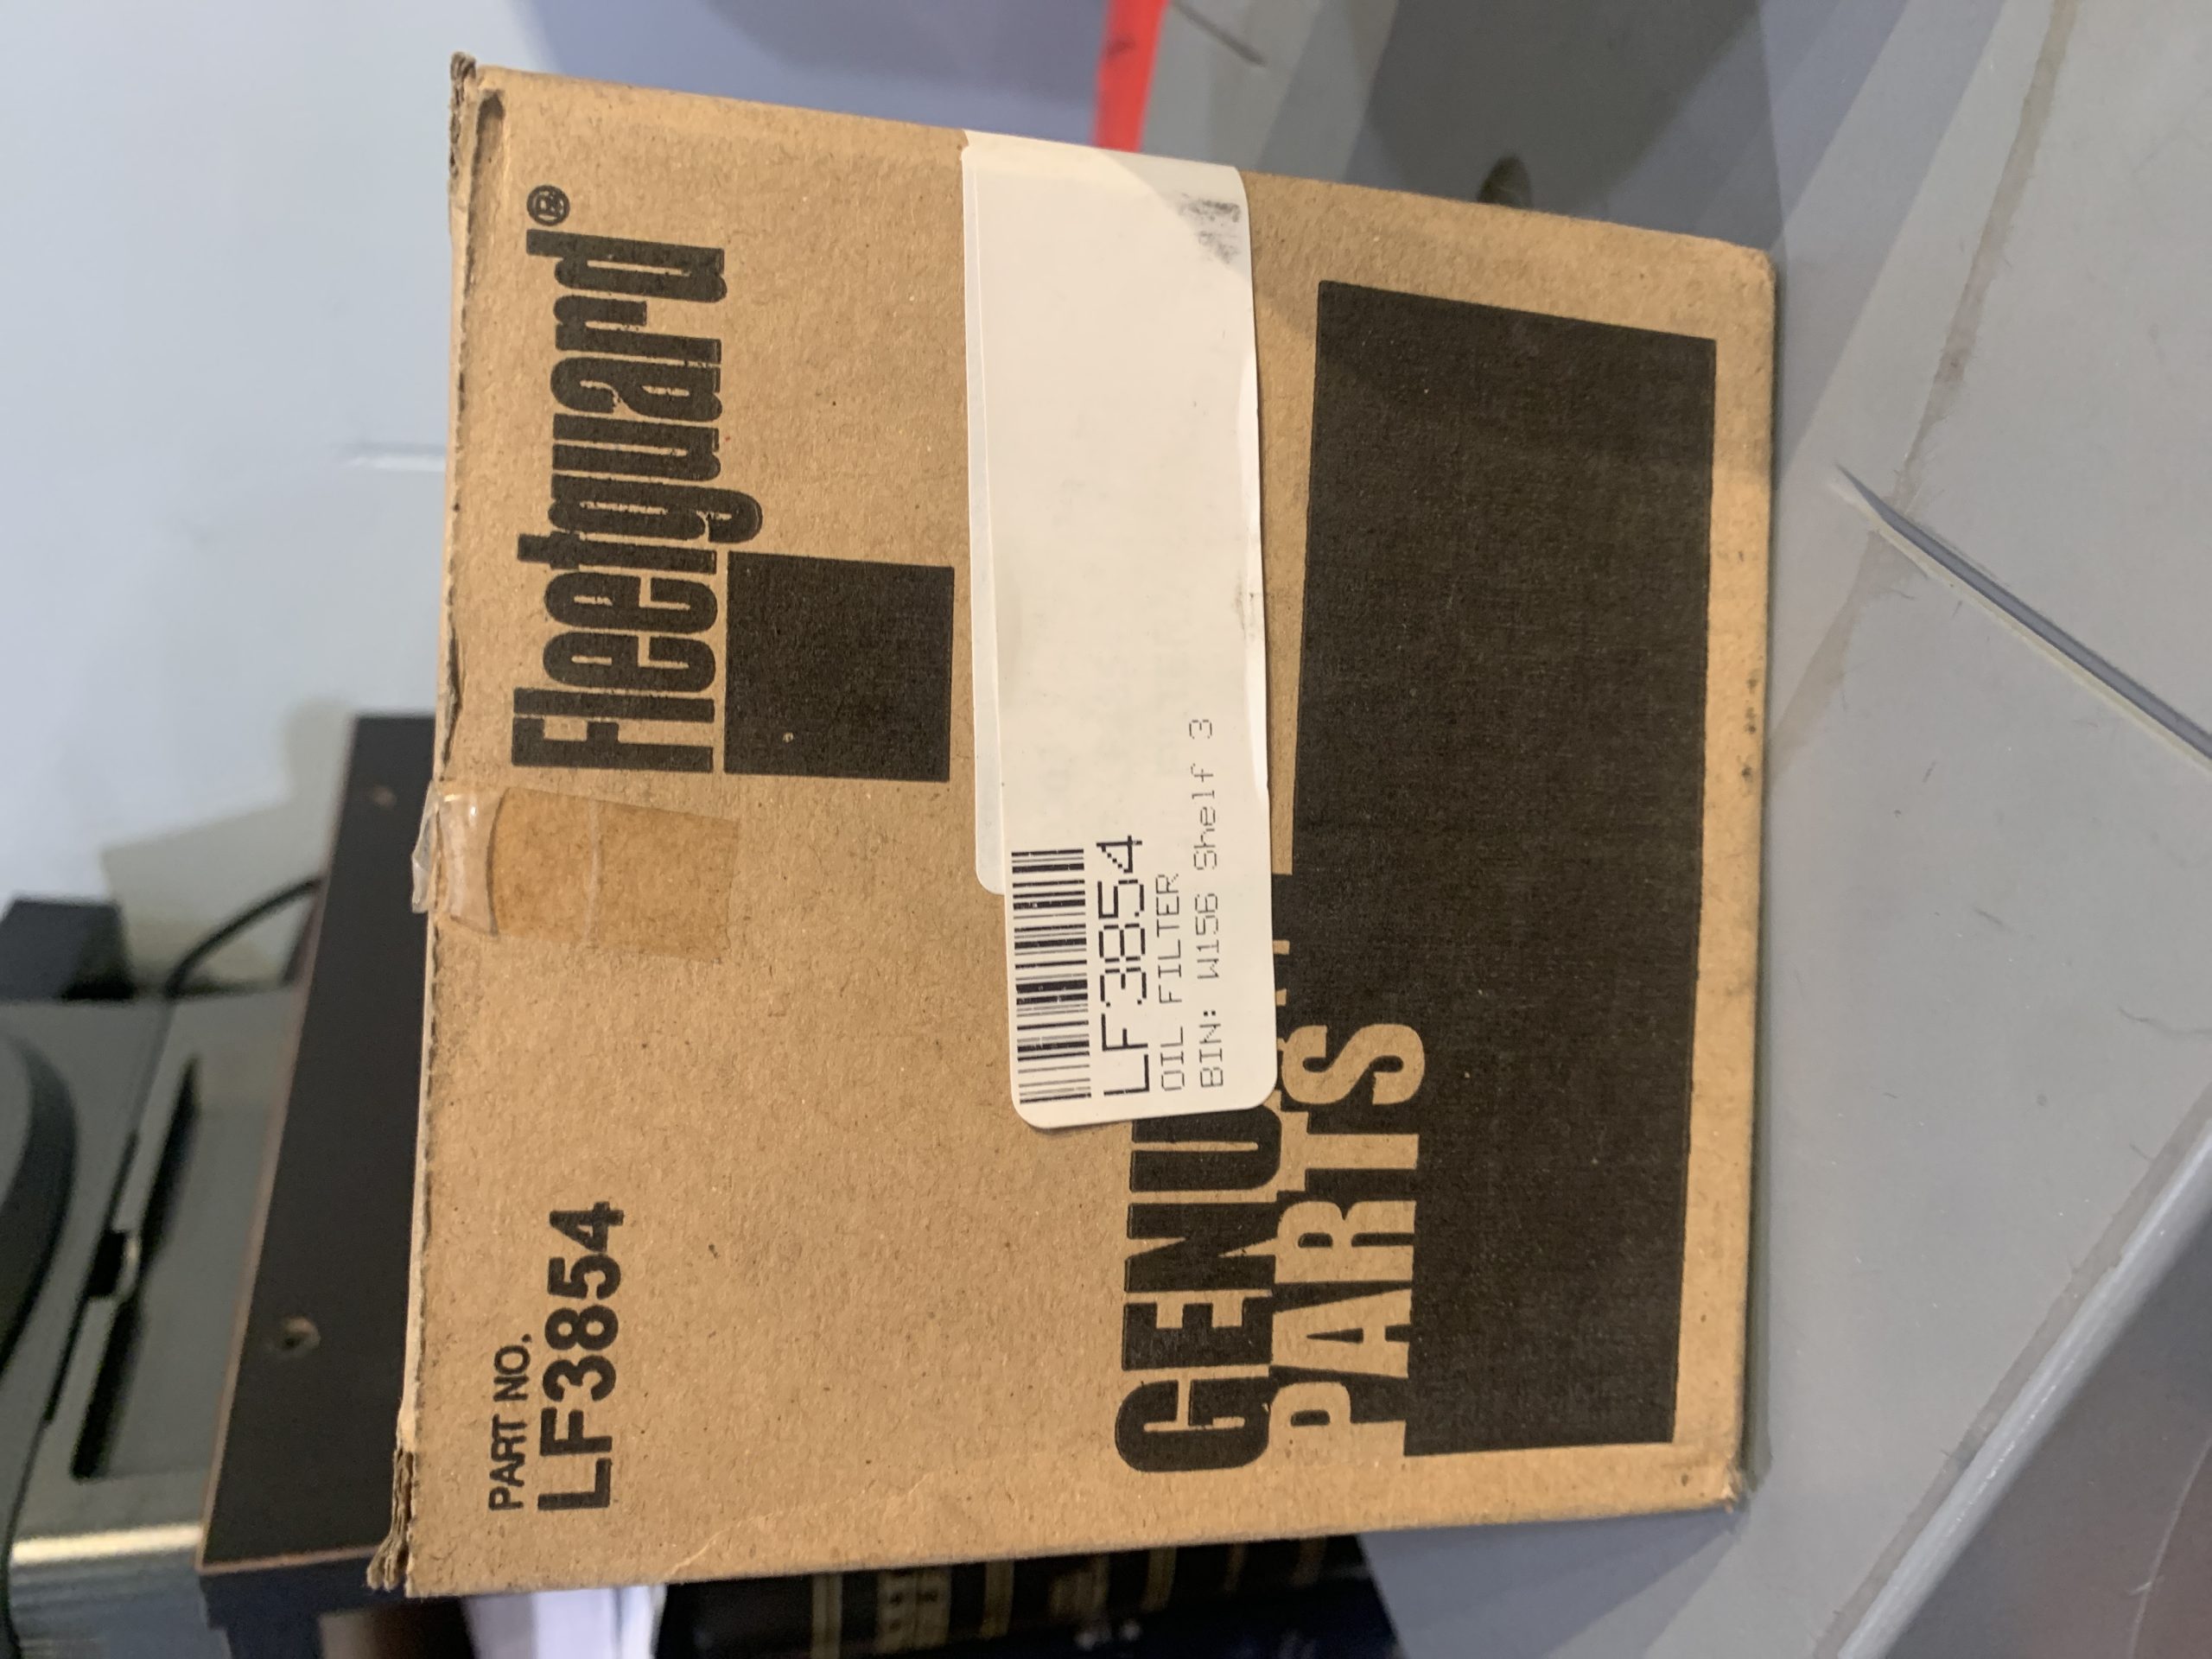 PART NO.
LF3854
Fleetguard®
GENU
PARTS
LF3854
OIL FILTER
BIN: W156 Shelf 3